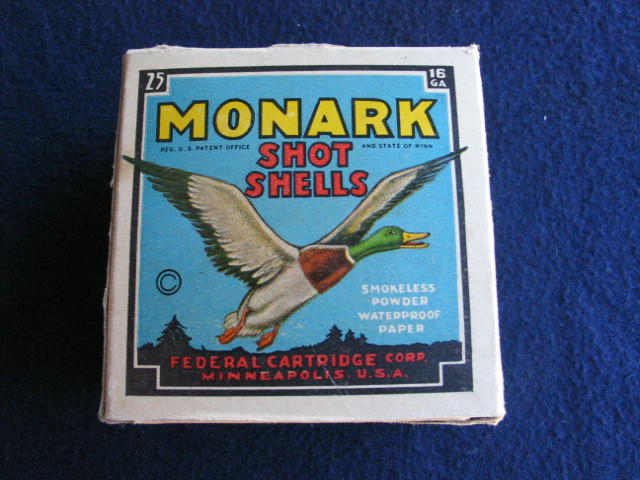 25
16
GA
MONARK
REG. U.S. PATENT OFFICE AND STATE OF MINN
SHOT
SHELLS
©
SMOKELESS
POWDER
WATERPROOF
PAPER
FEDERAL CARTRIDGE CORP.
MINNEAPOLIS. U.S.A.